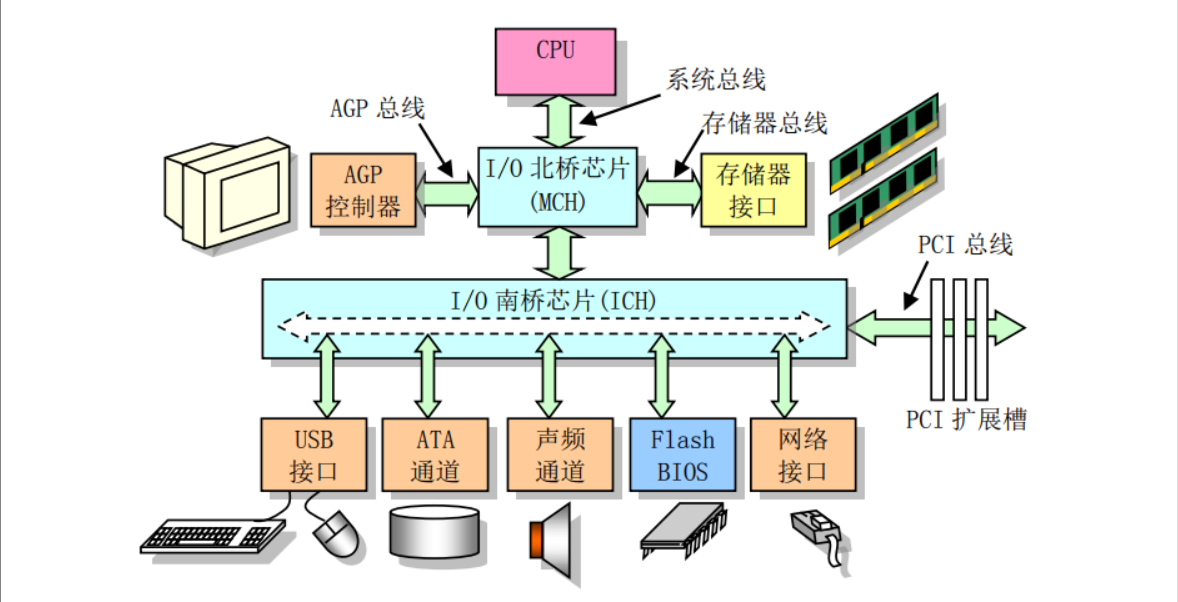 CPU
系统总线
AGP 总线
存储器总线
AGP
控制器
I/O 北桥芯片
(MCH)
存储器
接口
PCI 总线
I/O 南桥芯片(ICH)
PCI 扩展槽
USB
接口
ATA
通道
声频
通道
Flash
BIOS
网络
接口